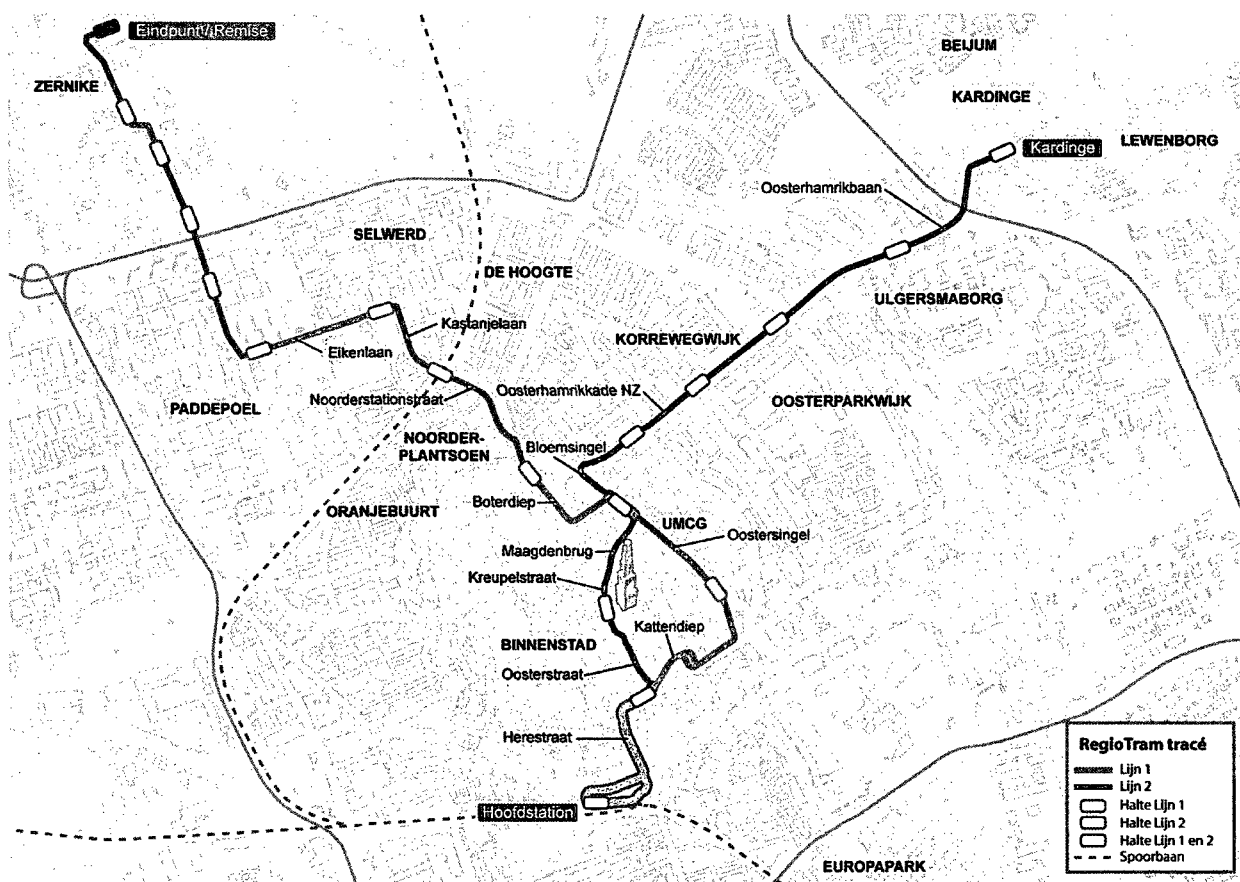 Eindpunt/Remise
BEIJUM
ZERNIKE
KARDINGE
LEWENBORG
Kardinge
Oosterhamrikbaan
SELWERD
DE HOOGTE
ULGERSMABORG
Kastanjelaan
KORREWEGWIJK
Eikenlaan
Noorderstationstraat
Oosterhamrikkade NZ
OOSTERPARKWIJK
PADDEPOEL
NOORDER-
PLANTSOEN
Bloemsingel
Boterdiep
ORANJEBUURT
UMCG
Oostersingel
Maagdenbrug
Kreupelstraat
Kattendiep
BINNENSTAD
Oosterstraat
Herestraat
Hoofdstation
EUROPAPARK
RegioTram tracé
Lijn 1
Lijn 2
Halte Lijn 1
Halte Lijn 2
Halte Lijn 1 en 2
Spoorbaan